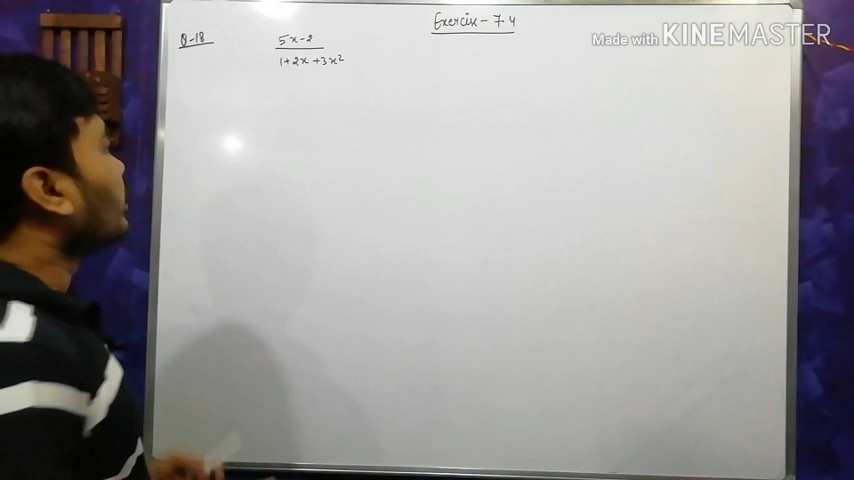 Exercise - 7.4
Q-18
5x-2
1+2x+3x²
Made with KINEMASTER